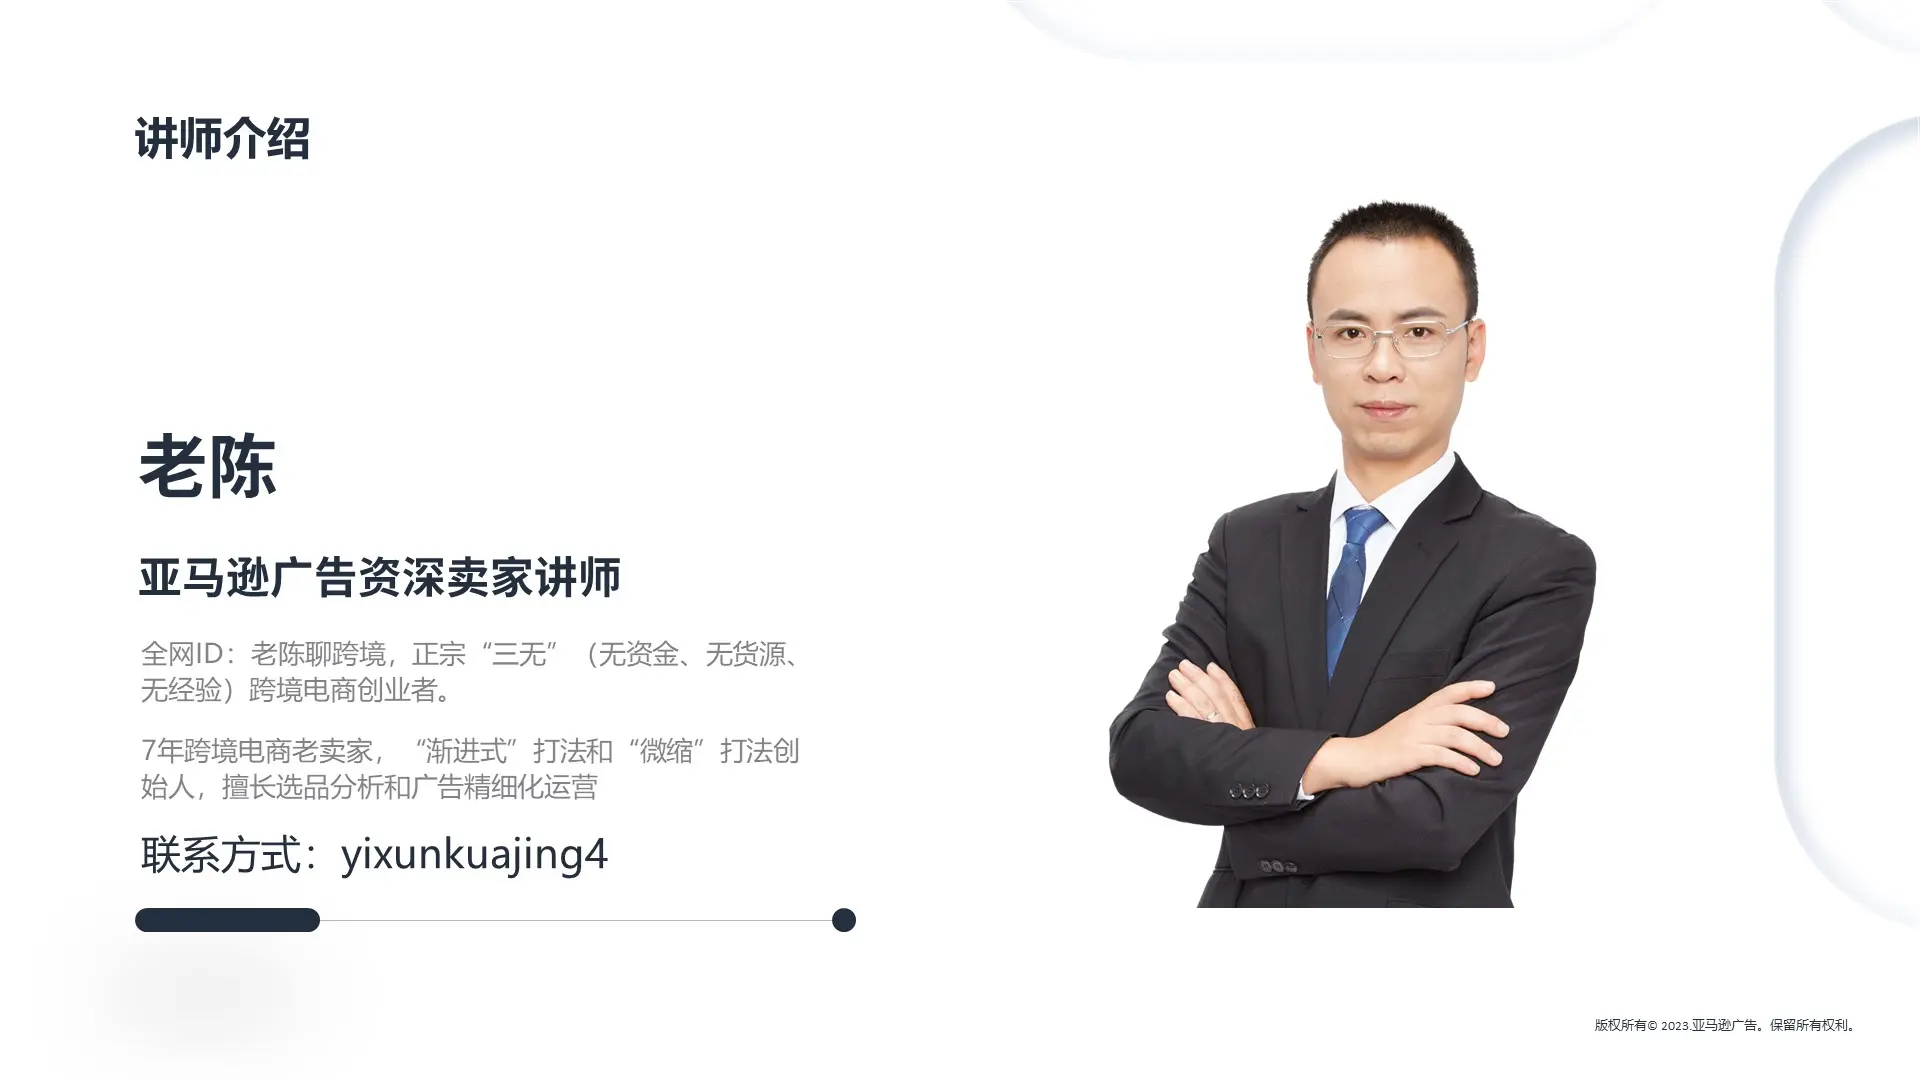 讲师介绍
老陈
亚马逊广告资深卖家讲师
全网ID：老陈聊跨境，正宗“三无”（无资金、无货源、
无经验）跨境电商创业者。
7年跨境电商老卖家，“渐进式”打法和“微缩”打法创
始人，擅长选品分析和广告精细化运营
联系方式：yixunkuajing4
版权所有© 2023.亚马逊广告。保留所有权利。